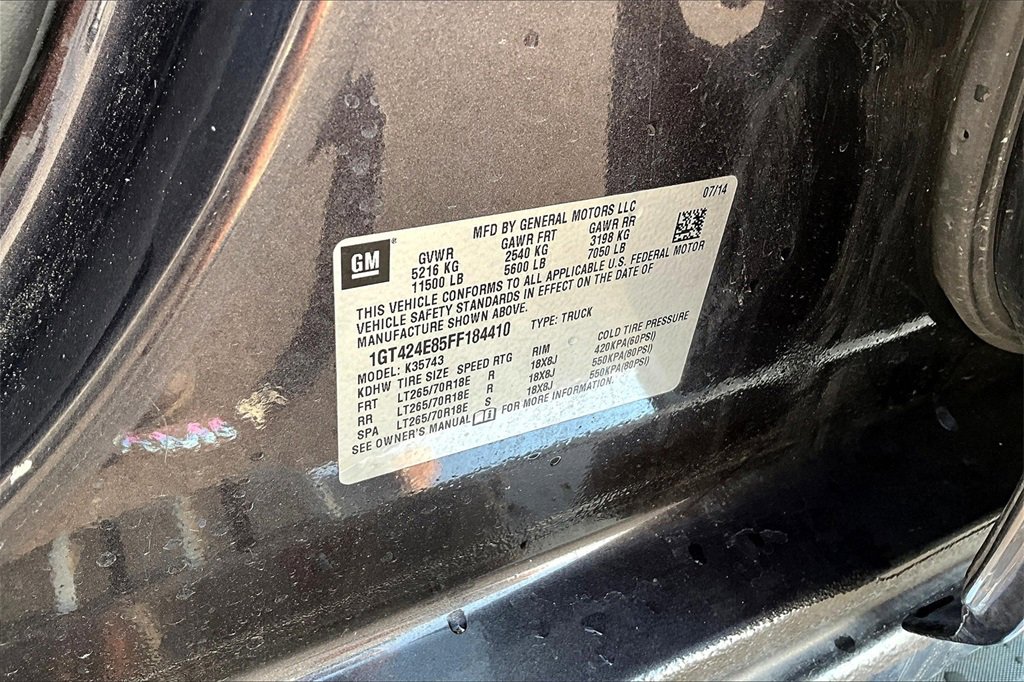 07/14
GM ®
MFD BY GENERAL MOTORS LLC
GVWR GAWR FRT GAWR RR
5216 KG 2540 KG 3198 KG
11500 LB 5600 LB 7050 LB
THIS VEHICLE CONFORMS TO ALL APPLICABLE U.S. FEDERAL MOTOR
VEHICLE SAFETY STANDARDS IN EFFECT ON THE DATE OF
MANUFACTURE SHOWN ABOVE.
1GT424E85FF184410 TYPE: TRUCK
MODEL: K35743
KDHW TIRE SIZE SPEED RTG RIM COLD TIRE PRESSURE
FRT LT265/70R18E R 18X8J 420KPA(60PSI)
RR LT265/70R18E R 18X8J 550KPA(80PSI)
SPA LT265/70R18E S 18X8J 550KPA(80PSI)
SEE OWNER'S MANUAL FOR MORE INFORMATION.